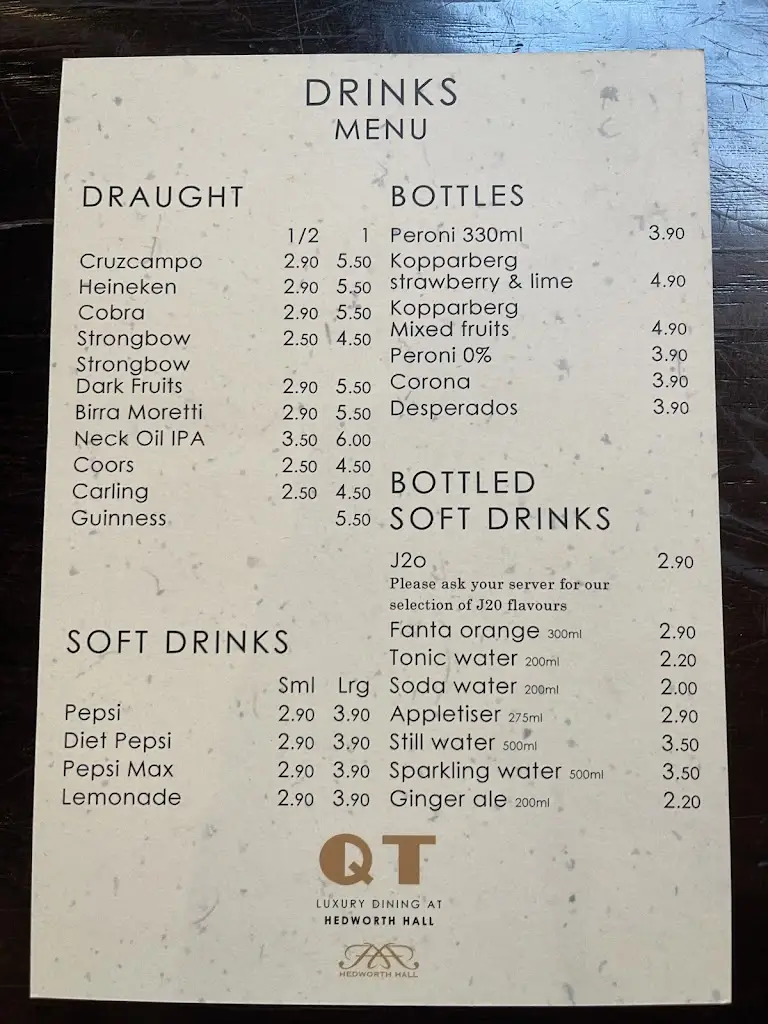 DRINKS
MENU
DRAUGHT
1/2 1
Cruzcampo 2.90 5.50
Heineken 2.90 5.50
Cobra 2.90 5.50
Strongbow 2.50 4.50
Strongbow
Dark Fruits 2.90 5.50
Birra Moretti 2.90 5.50
Neck Oil IPA 3.50 6.00
Coors 2.50 4.50
Carling 2.50 4.50
Guinness 5.50
SOFT DRINKS
Sml Lrg
Pepsi 2.90 3.90
Diet Pepsi 2.90 3.90
Pepsi Max 2.90 3.90
Lemonade 2.90 3.90
BOTTLES
Peroni 330ml 3.90
Kopparberg
strawberry & lime 4.90
Kopparberg
Mixed fruits 4.90
Peroni 0% 3.90
Corona 3.90
Desperados 3.90
BOTTLED
SOFT DRINKS
J2o 2.90
Please ask your server for our
selection of J20 flavours
Fanta orange 300ml 2.90
Tonic water 200ml 2.20
Soda water 200ml 2.00
Appletiser 275ml 2.90
Still water 500ml 3.50
Sparkling water 500ml 3.50
Ginger ale 200ml 2.20
QT
LUXURY DINING AT
HEDWORTH HALL
HEDWORTH HALL